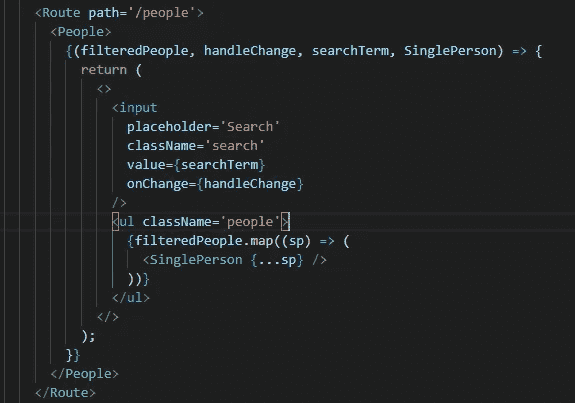 <Route path='/people'>
<People>
{(filteredPeople, handleChange, searchTerm, SinglePerson) => {
return (
<>
<input
placeholder='Search'
className='search'
value={searchTerm}
onChange={handleChange}
/>
<ul className='people'>
{filteredPeople.map((sp) => (
<SinglePerson {...sp} />
))}
</ul>
</>
);
}}
</People>
</Route>